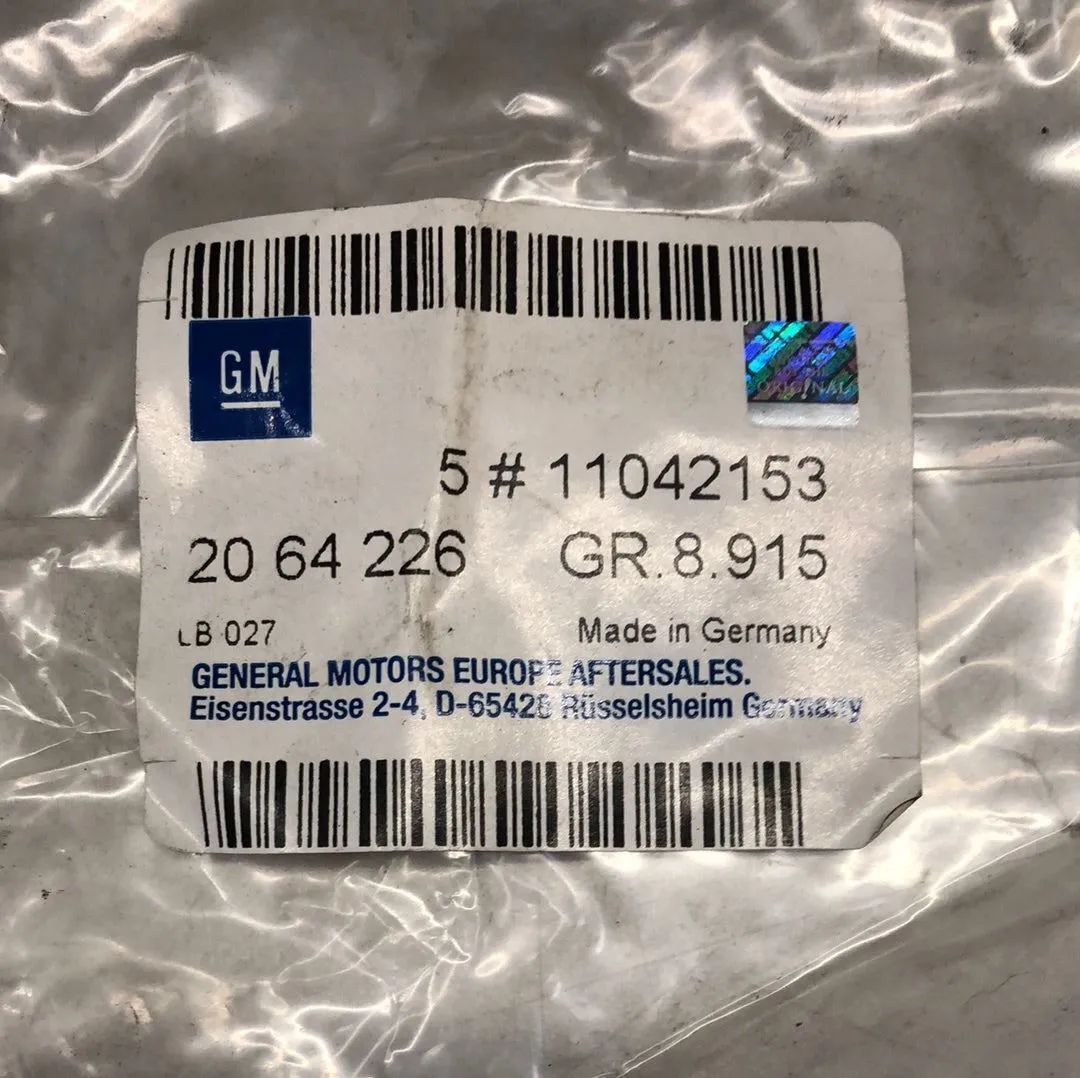 GM
ORIGINAL
5 # 11042153
20 64 226 GR.8.915
LB 027 Made in Germany
GENERAL MOTORS EUROPE AFTERSALES.
Eisenstrasse 2-4, D-65428 Rüsselsheim Germany